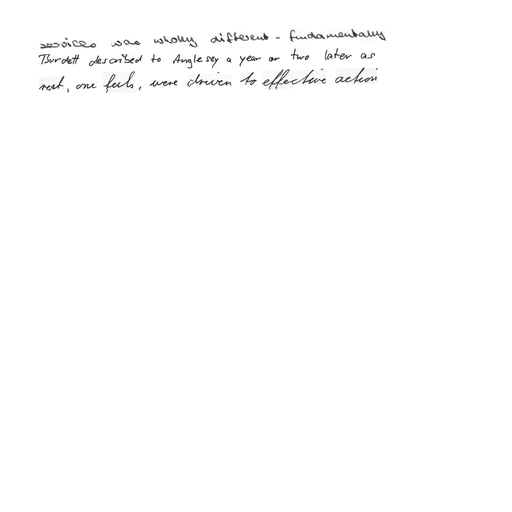 services was wholly different - fundamentally
Burdett described to Anglesey a year or two later as
rest, one feels, were driven to effective action